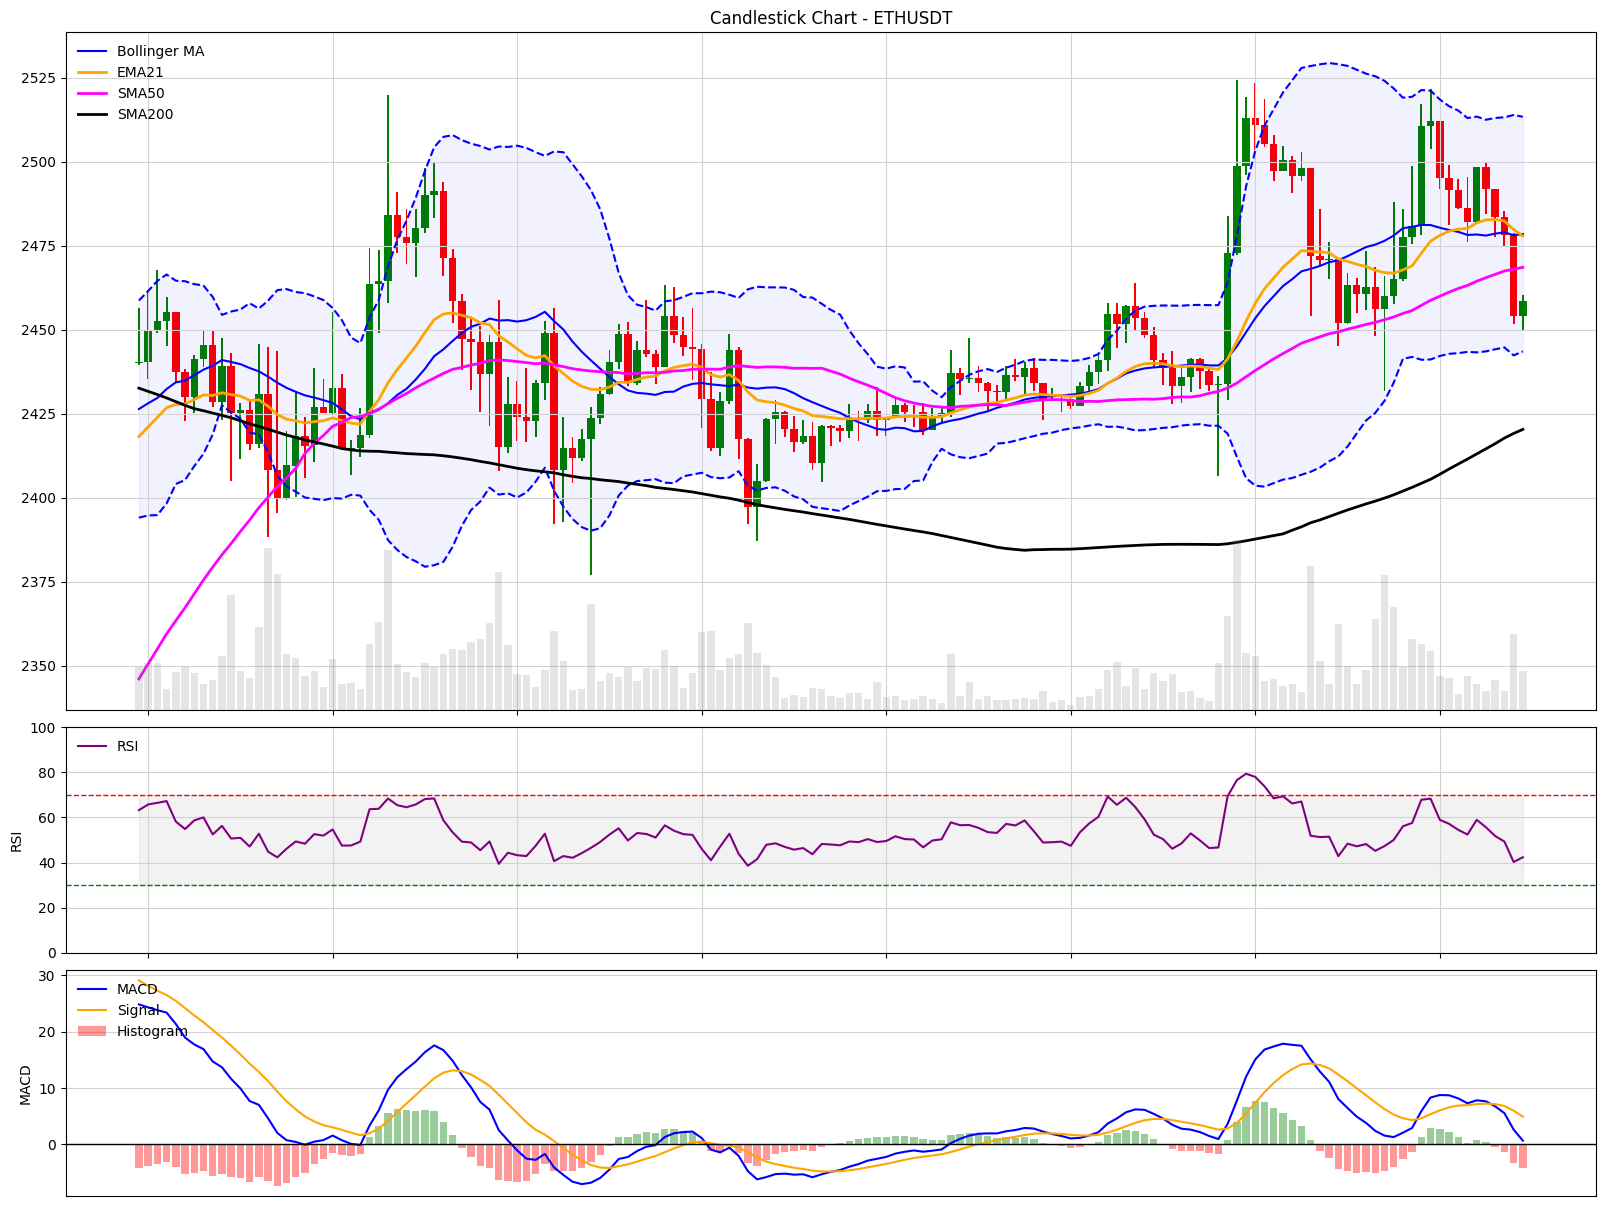 Candlestick Chart - ETHUSDT
Bollinger MA
EMA21
SMA50
SMA200
2525
2500
2475
2450
2425
2400
2375
2350
RSI
100
80
60
40
20
0
RSI
MACD
Signal
Histogram
30
20
10
0
MACD